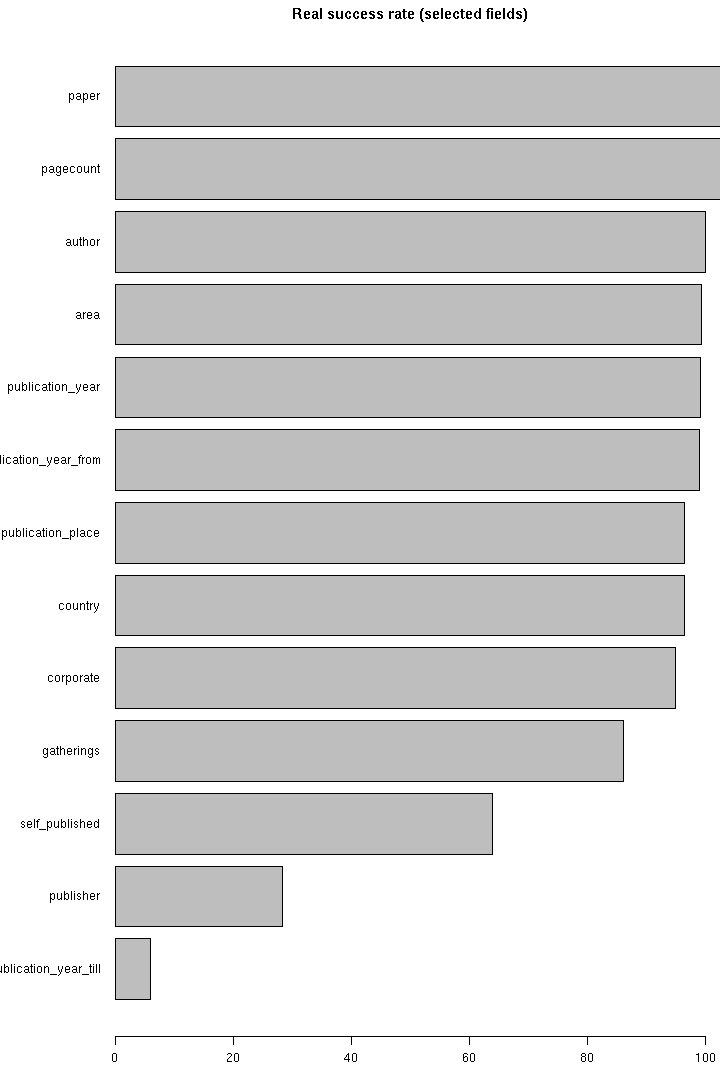 Real success rate (selected fields)
paper
pagecount
author
area
publication_year
lication_year_from
publication_place
country
corporate
gatherings
self_published
publisher
ublication_year_till
0 20 40 60 80 100